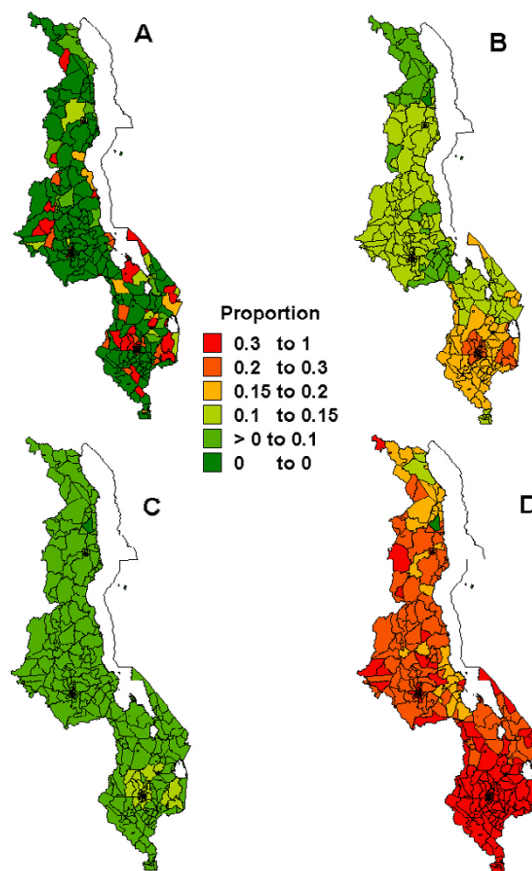 A
B
Proportion
0.3 to 1
0.2 to 0.3
0.15 to 0.2
0.1 to 0.15
> 0 to 0.1
0 to 0
C
D